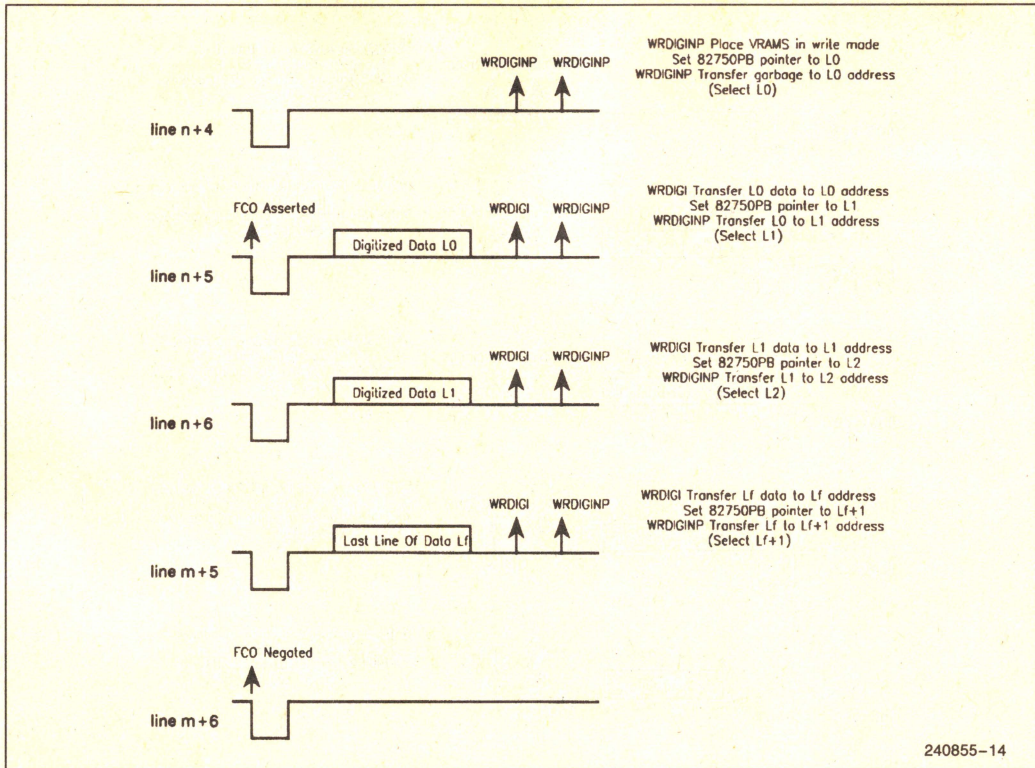 WRDIGINP WRDIGINP
WRDIGINP Place VRAMS in write mode
Set 82750PB pointer to L0
WRDIGINP Transfer garbage to L0 address
(Select L0)
line n+4
FCO Asserted
WRDIGI WRDIGINP
WRDIGI Transfer L0 data to L0 address
Set 82750PB pointer to L1
WRDIGINP Transfer L0 to L1 address
(Select L1)
Digitized Data L0
line n+5
WRDIGI WRDIGINP
WRDIGI Transfer L1 data to L1 address
Set 82750PB pointer to L2
WRDIGINP Transfer L1 to L2 address
(Select L2)
Digitized Data L1
line n+6
WRDIGI WRDIGINP
WRDIGI Transfer Lf data to Lf address
Set 82750PB pointer to Lf+1
WRDIGINP Transfer Lf to Lf+1 address
(Select Lf+1)
Last Line Of Data Lf
line m+5
FCO Negated
line m+6
240855-14